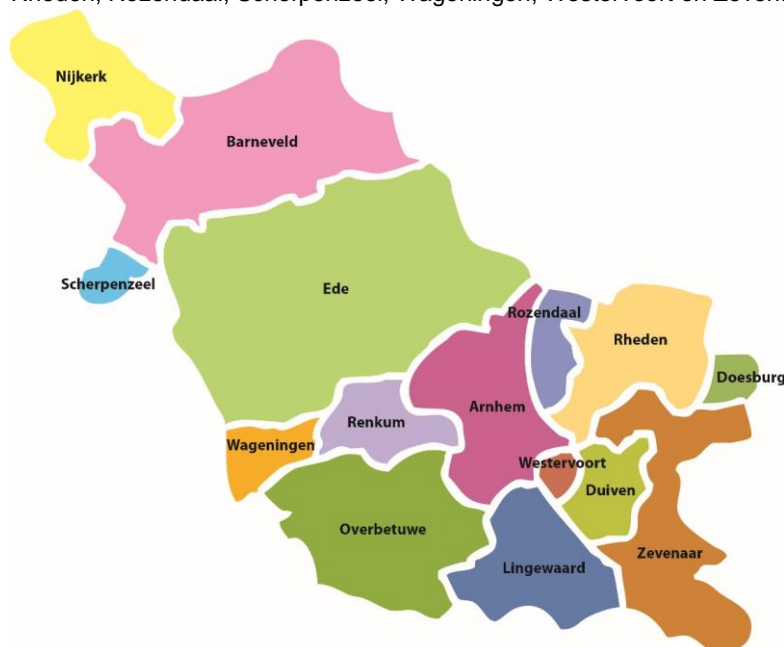 Rheden, Rozendaal, Scherpenzeel, Wageningen, Westervoort en
Nijkerk
Barneveld
Scherpenzeel
Ede
Rozendaal
Rheden
Doesburg
Arnhem
Renkum
Wageningen
Westervoort
Duiven
Overbetuwe
Zevenaar
Lingewaard